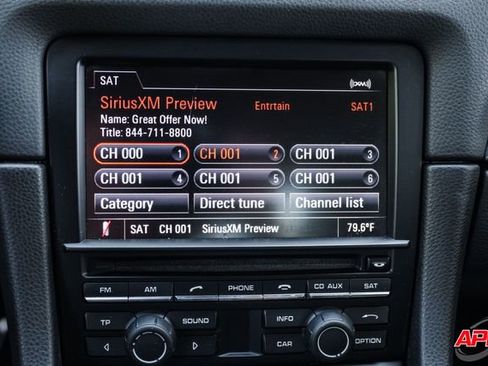 SAT
SiriusXM Preview Entrtain SAT1
Name: Great Offer Now!
Title: 844-711-8800
CH 000 1 CH 001 2 CH 001 3
CH 001 4 CH 001 5 CH 001 6
Category Direct tune Channel list
SAT CH 001 SiriusXM Preview 79.6°F
FM AM PHONE CD AUX SAT
TP SOUND INFO
CAR OPTION